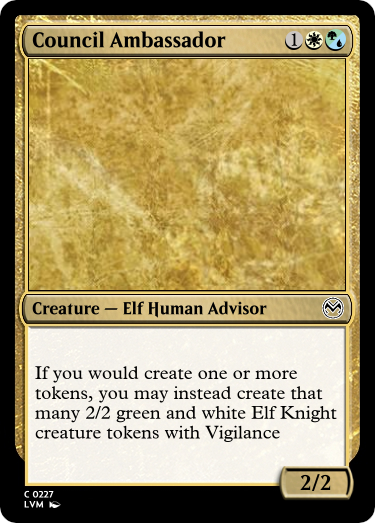 Council Ambassador 1
Creature — Elf Human Advisor
If you would create one or more
tokens, you may instead create that
many 2/2 green and white Elf Knight
creature tokens with Vigilance
2/2
C 0227
LVM